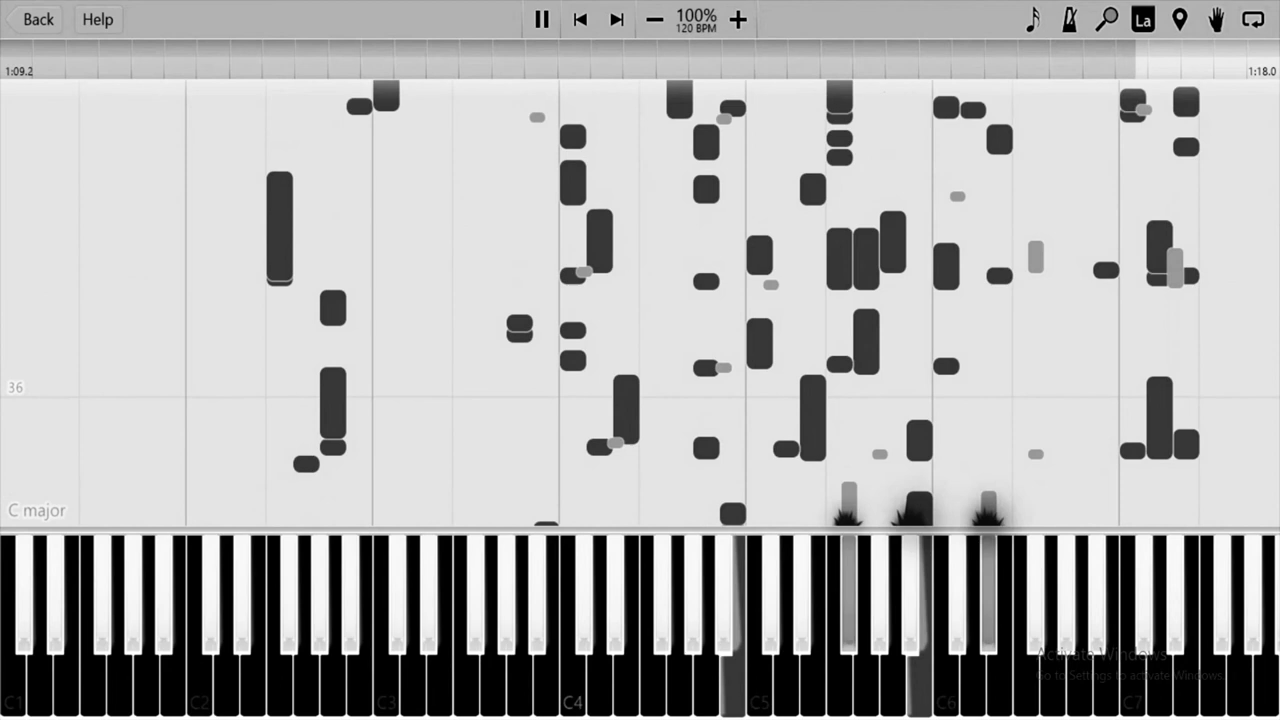 Back
Help
100%
120 BPM
La
1:09.2
1:18.0
36
C major
C1
C2
C3
C4
C5
C6
C7
Activate Windows
Go to Settings to activate Windows.